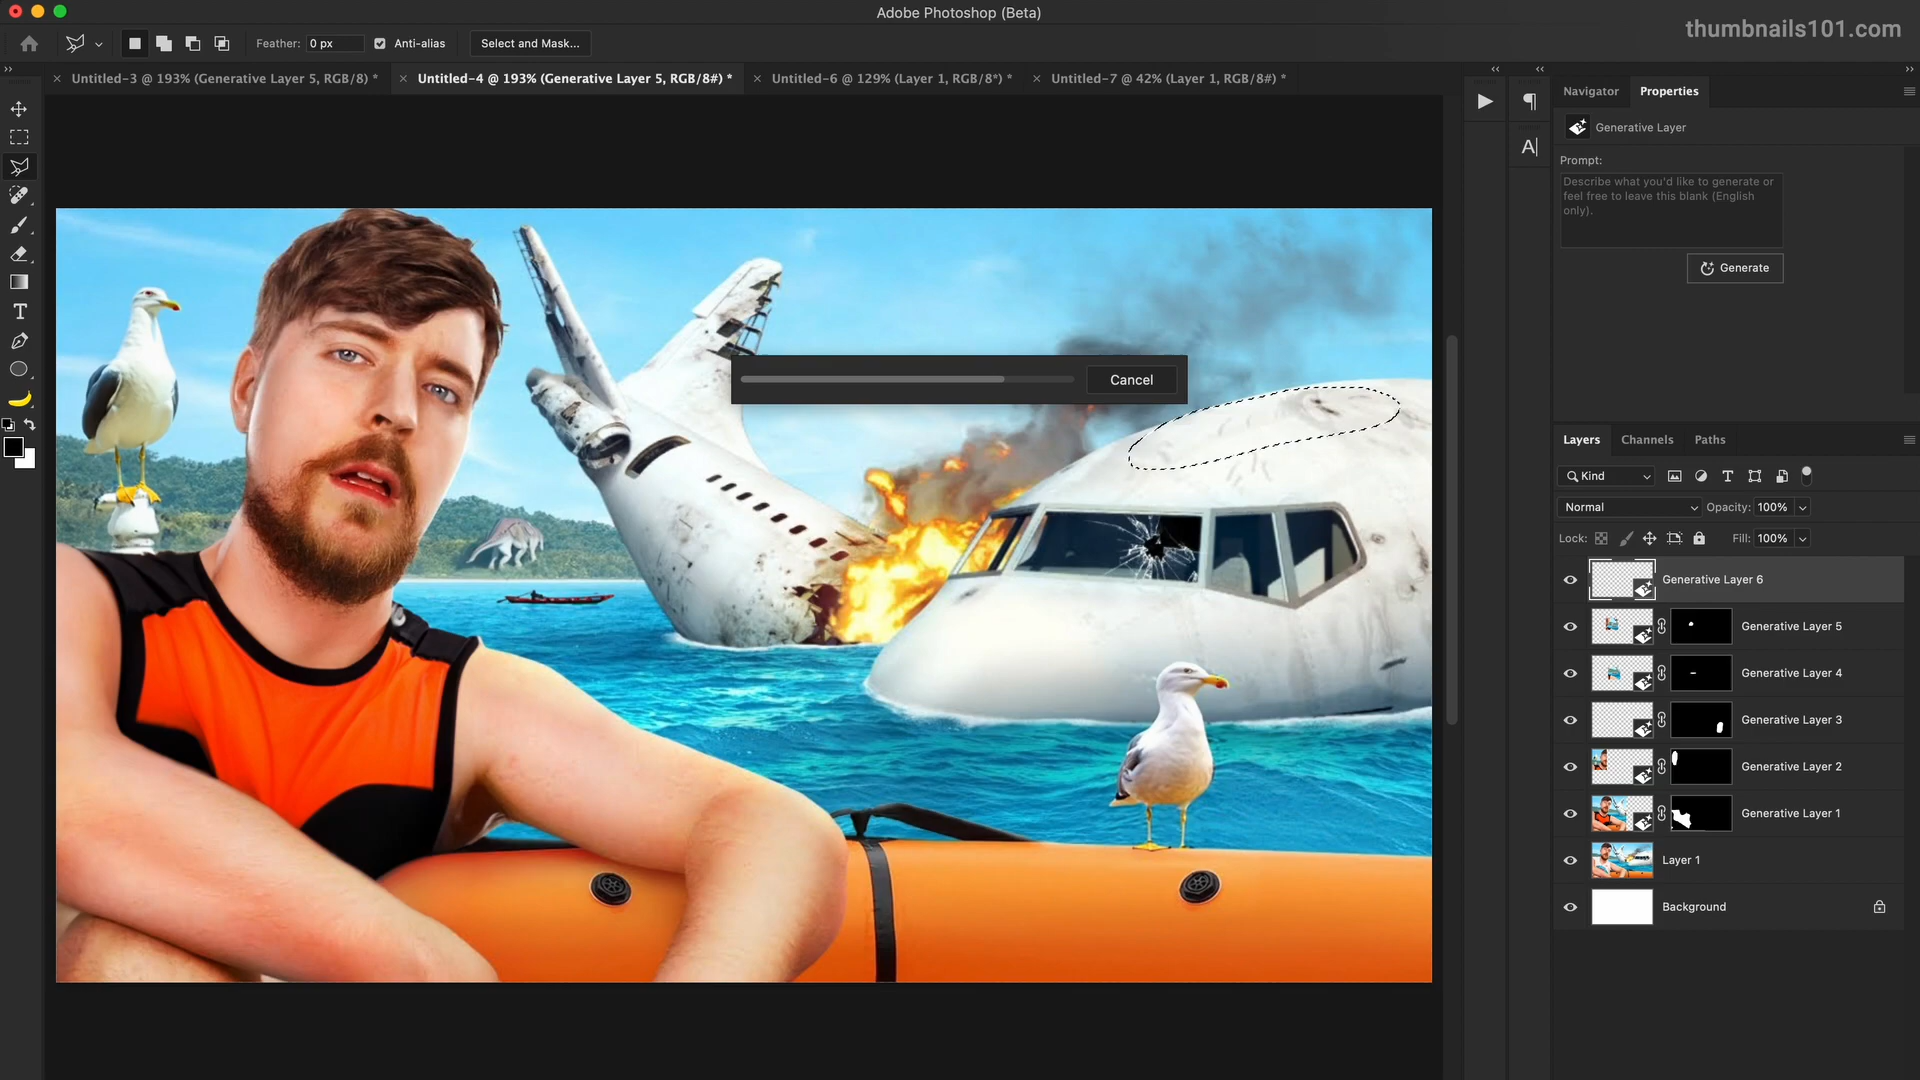 Adobe Photoshop (Beta)
thumbnails101.com
Feather: 0 px Anti-alias Select and Mask...
Untitled-3 @ 193% (Generative Layer 5, RGB/8) *
Untitled-4 @ 193% (Generative Layer 5, RGB/8#) *
Untitled-6 @ 129% (Layer 1, RGB/8*) *
Untitled-7 @ 42% (Layer 1, RGB/8#) *
Navigator Properties
Generative Layer
Prompt:
Describe what you'd like to generate or
feel free to leave this blank (English
only).
Generate
Cancel
Layers Channels Paths
Kind
Normal Opacity: 100%
Lock: Fill: 100%
Generative Layer 6
Generative Layer 5
Generative Layer 4
Generative Layer 3
Generative Layer 2
Generative Layer 1
Layer 1
Background